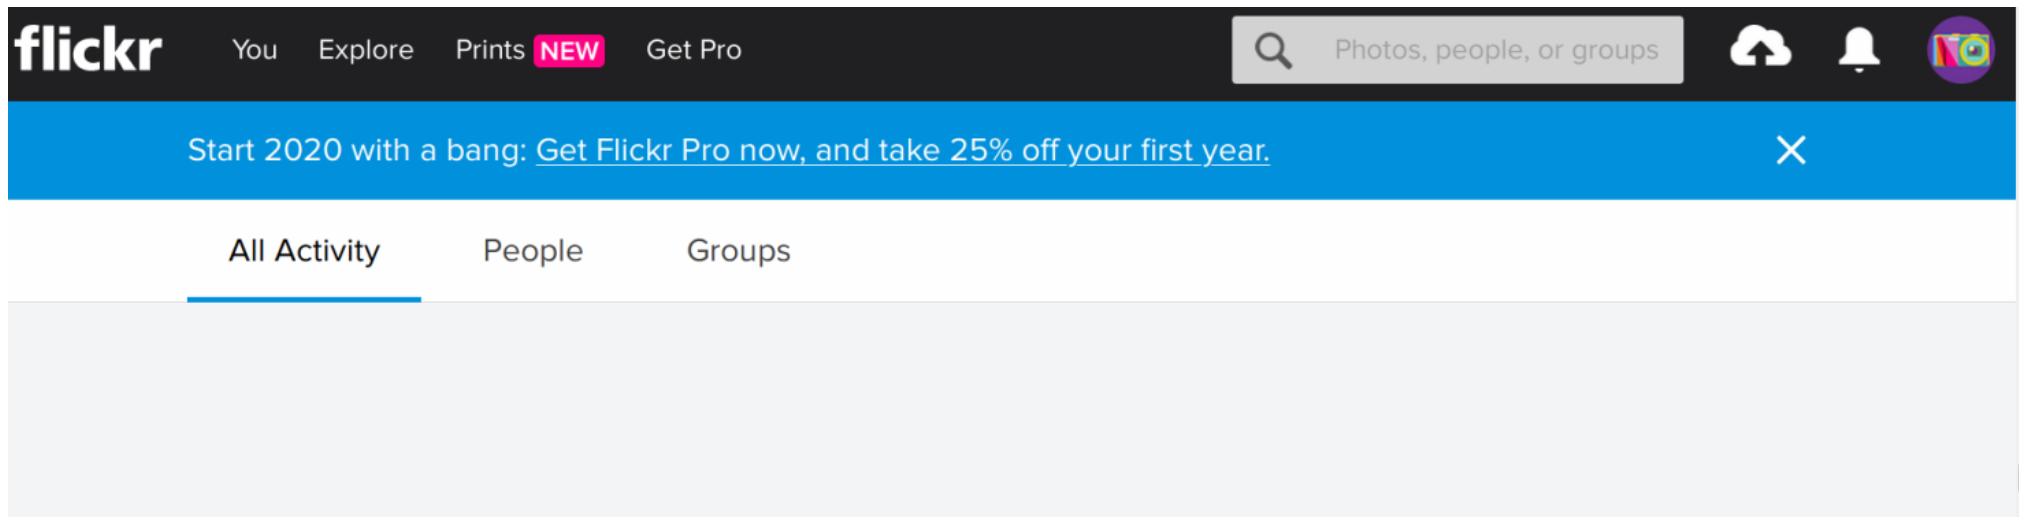 flickr You Explore Prints NEW Get Pro Photos, people, or groups
Start 2020 with a bang: Get Flickr Pro now, and take 25% off your first year.
All Activity People Groups